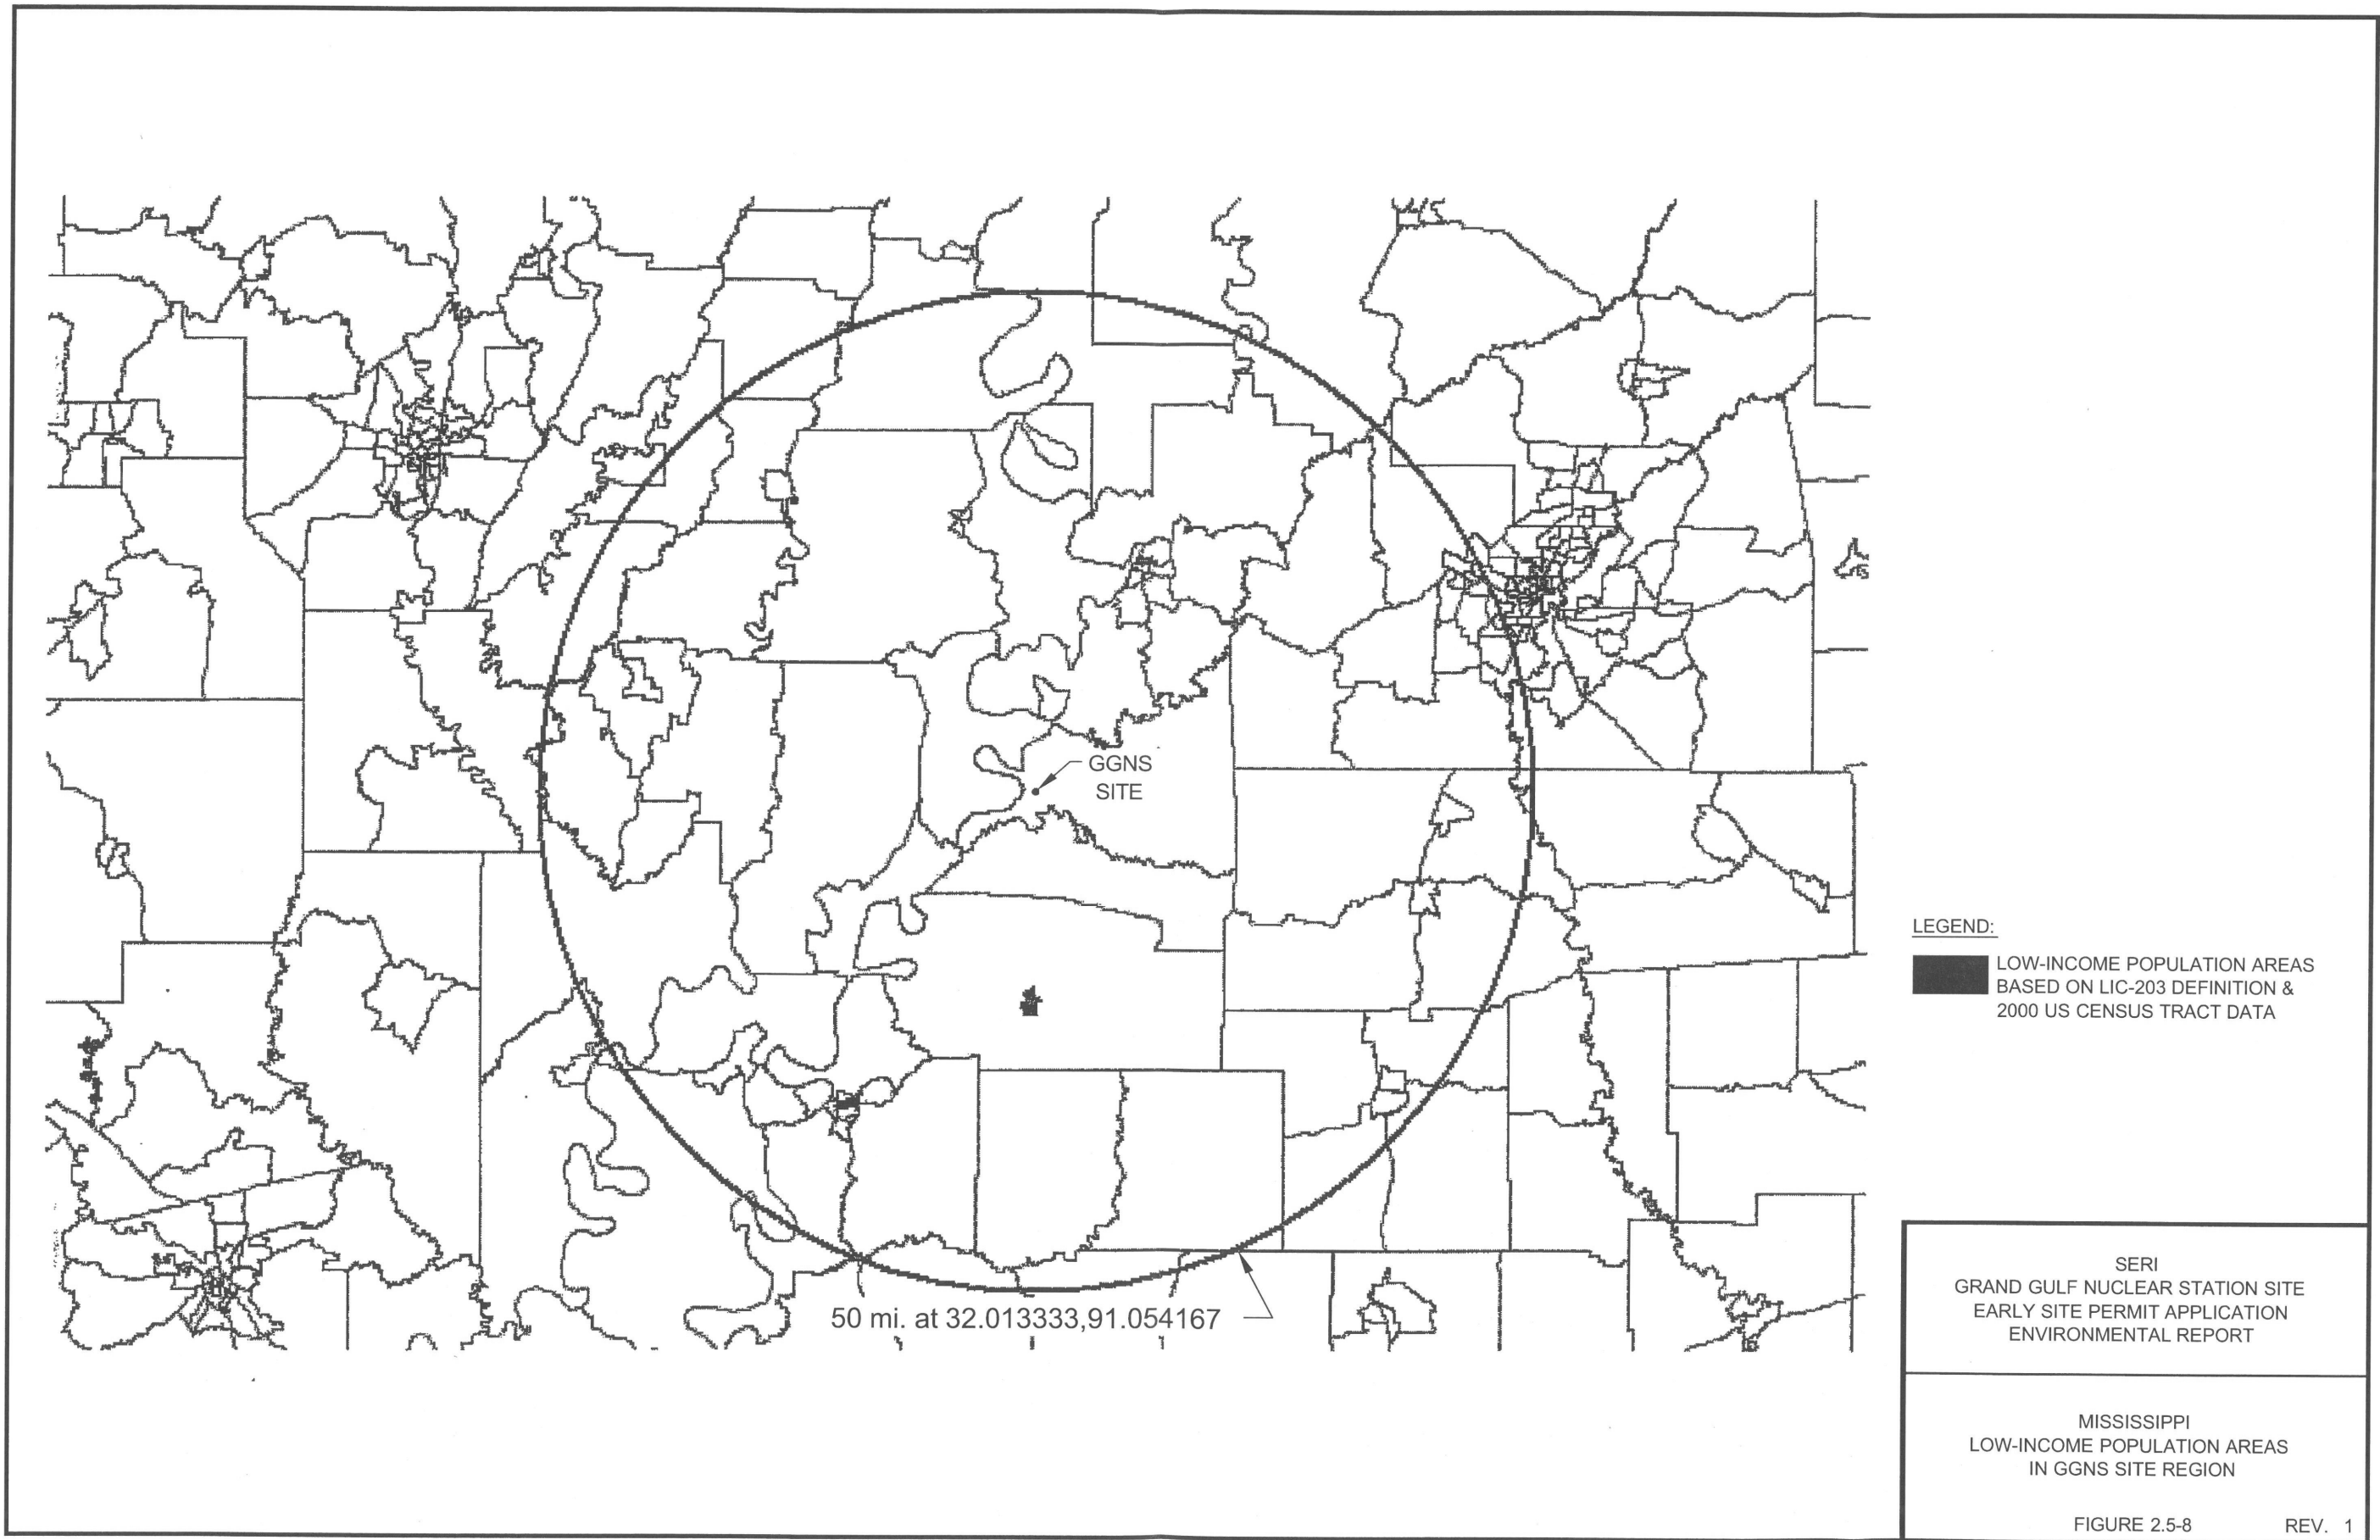 GGNS
SITE
50 mi. at 32.013333,91.054167
LEGEND:
LOW-INCOME POPULATION AREAS
BASED ON LIC-203 DEFINITION &
2000 US CENSUS TRACT DATA
SERI
GRAND GULF NUCLEAR STATION SITE
EARLY SITE PERMIT APPLICATION
ENVIRONMENTAL REPORT
MISSISSIPPI
LOW-INCOME POPULATION AREAS
IN GGNS SITE REGION
FIGURE 2.5-8 REV. 1